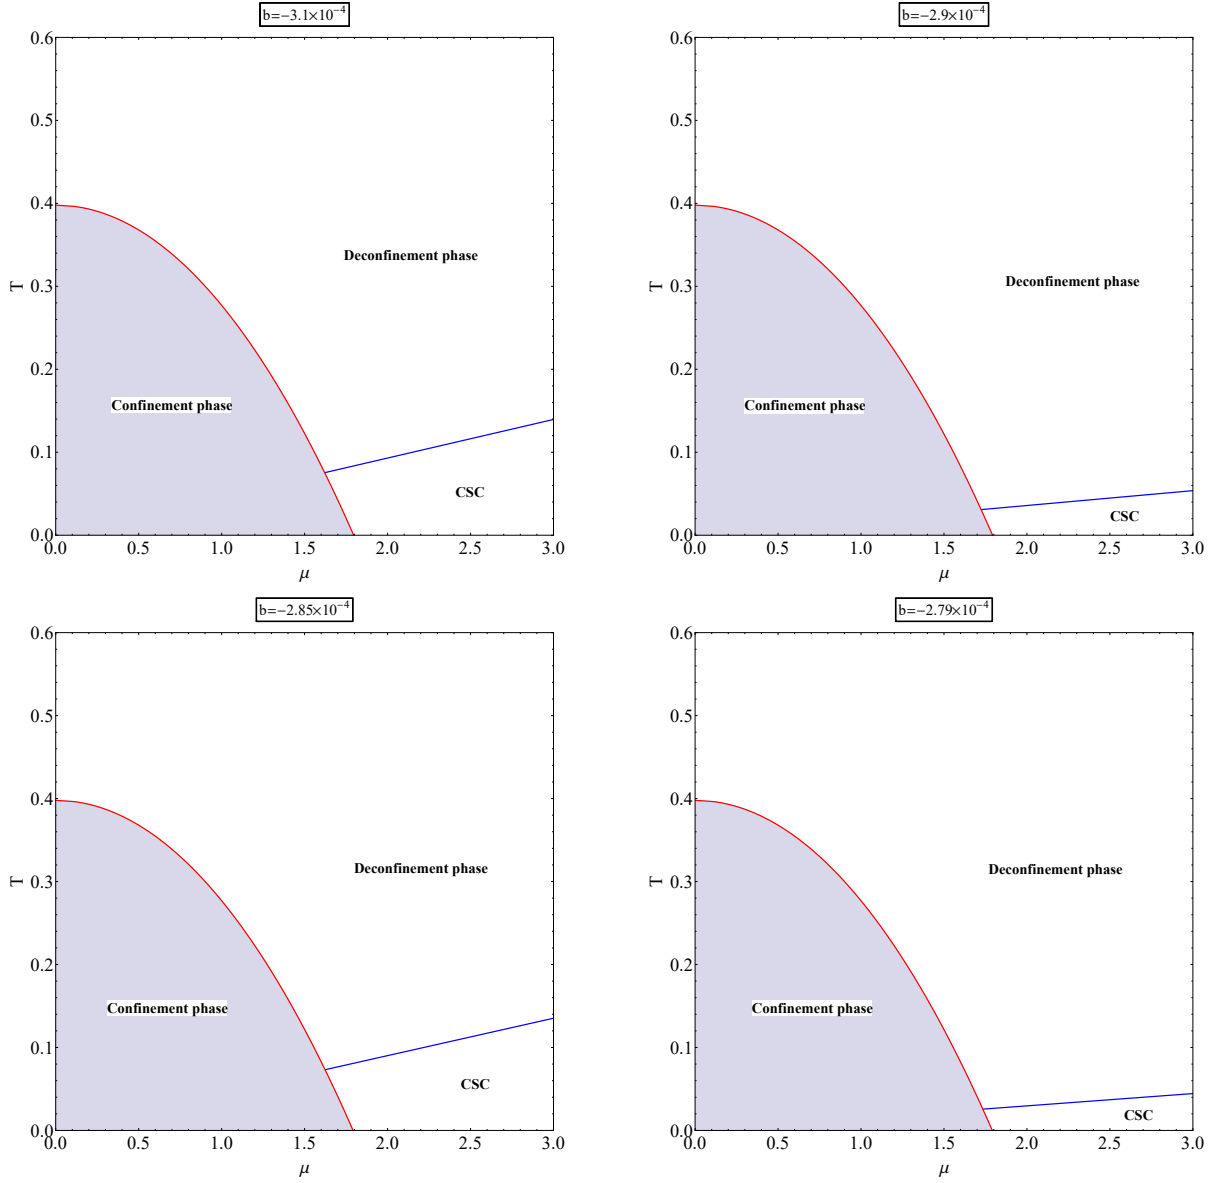 b=−3.1×10⁻⁴
0.6
0.5
0.4
0.3
0.2
0.1
0.0
T
Deconfinement phase
Confinement phase
CSC
0.0 0.5 1.0 1.5 2.0 2.5 3.0
μ
b=−2.9×10⁻⁴
0.6
0.5
0.4
0.3
0.2
0.1
0.0
T
Deconfinement phase
Confinement phase
CSC
0.0 0.5 1.0 1.5 2.0 2.5 3.0
μ
b=−2.85×10⁻⁴
0.6
0.5
0.4
0.3
0.2
0.1
0.0
T
Deconfinement phase
Confinement phase
CSC
0.0 0.5 1.0 1.5 2.0 2.5 3.0
μ
b=−2.79×10⁻⁴
0.6
0.5
0.4
0.3
0.2
0.1
0.0
T
Deconfinement phase
Confinement phase
CSC
0.0 0.5 1.0 1.5 2.0 2.5 3.0
μ